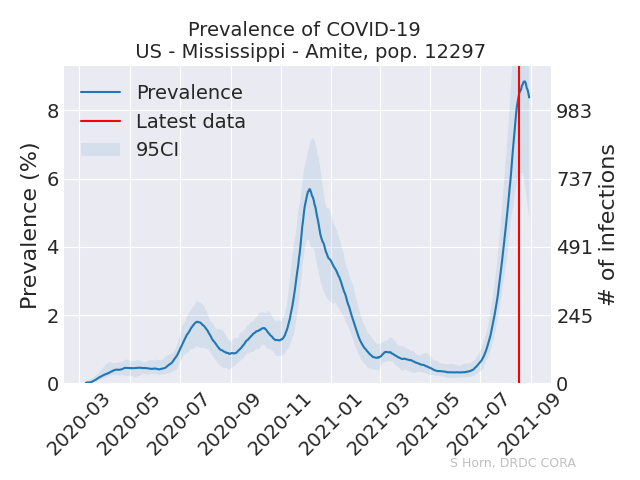 Prevalence of COVID-19
US - Mississippi - Amite, pop. 12297
Prevalence
Latest data
95CI
Prevalence (%)
8
6
4
2
0
983
737
491
245
0
# of infections
2020-03
2020-05
2020-07
2020-09
2020-11
2021-01
2021-03
2021-05
2021-07
2021-09
S Horn, DRDC CORA